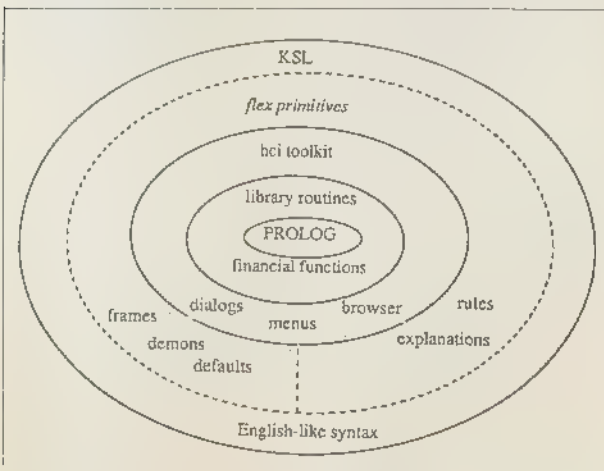 KSL
flex primitives
hci toolkit
library routines
PROLOG
financial functions
dialogs
browser
rules
frames
menus
explanations
demons
defaults
English-like syntax